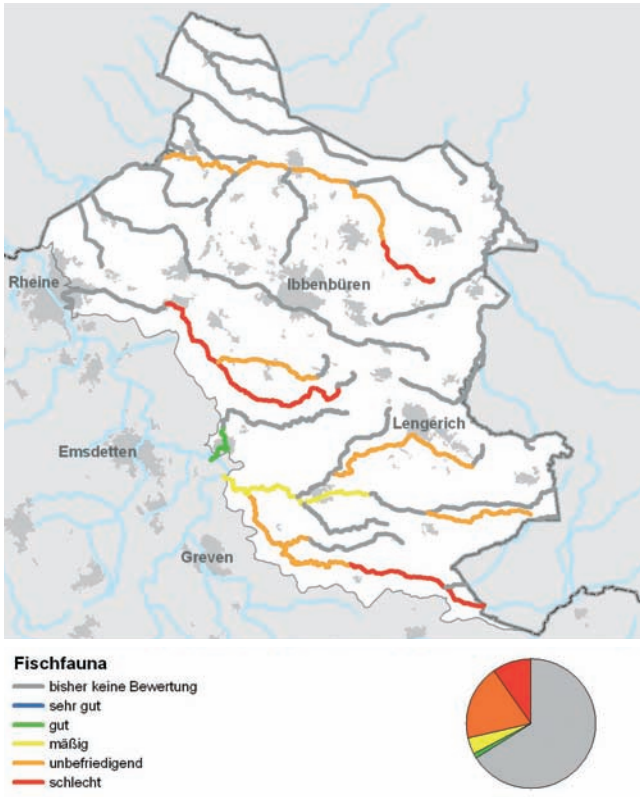 Rheine
Ibbenbüren
Lengerich
Emsdetten
Greven
Fischfauna
bisher keine Bewertung
sehr gut
gut
mäßig
unbefriedigend
schlecht